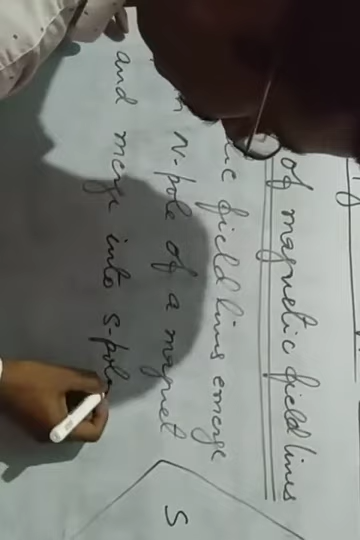 of magnetic field lines
field lines emerge
N-pole of a magnet
and merge into S-pole
S